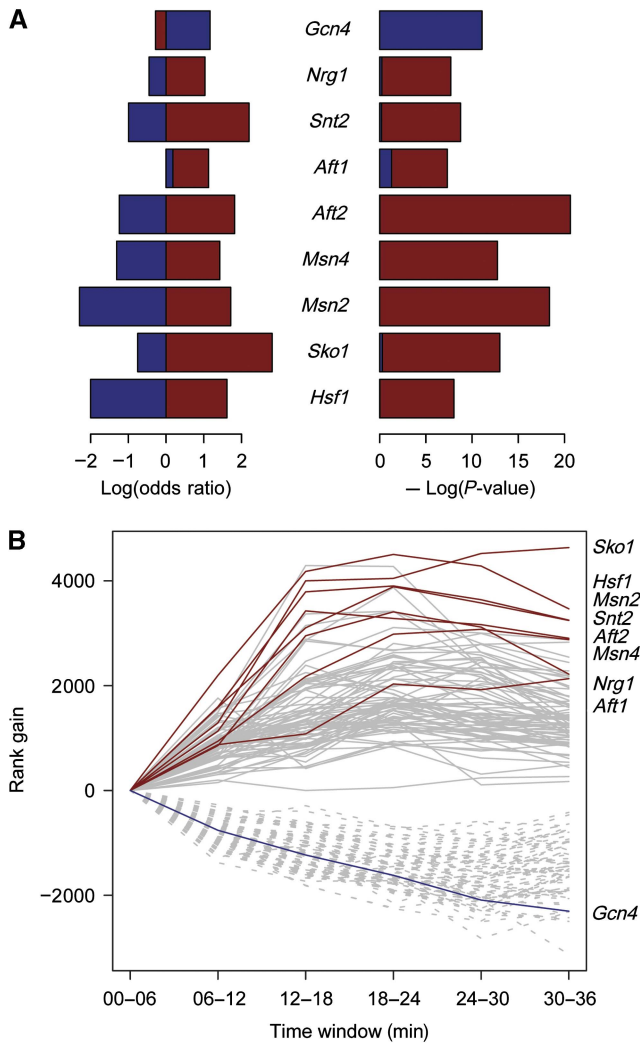 A
Gcn4
Nrg1
Snt2
Aft1
Aft2
Msn4
Msn2
Sko1
Hsf1
−2 −1 0 1 2
Log(odds ratio)
0 5 10 15 20
− Log(P-value)
B
Rank gain
4000
2000
0
−2000
Sko1
Hsf1
Msn2
Snt2
Aft2
Msn4
Nrg1
Aft1
Gcn4
00–06 06–12 12–18 18–24 24–30 30–36
Time window (min)